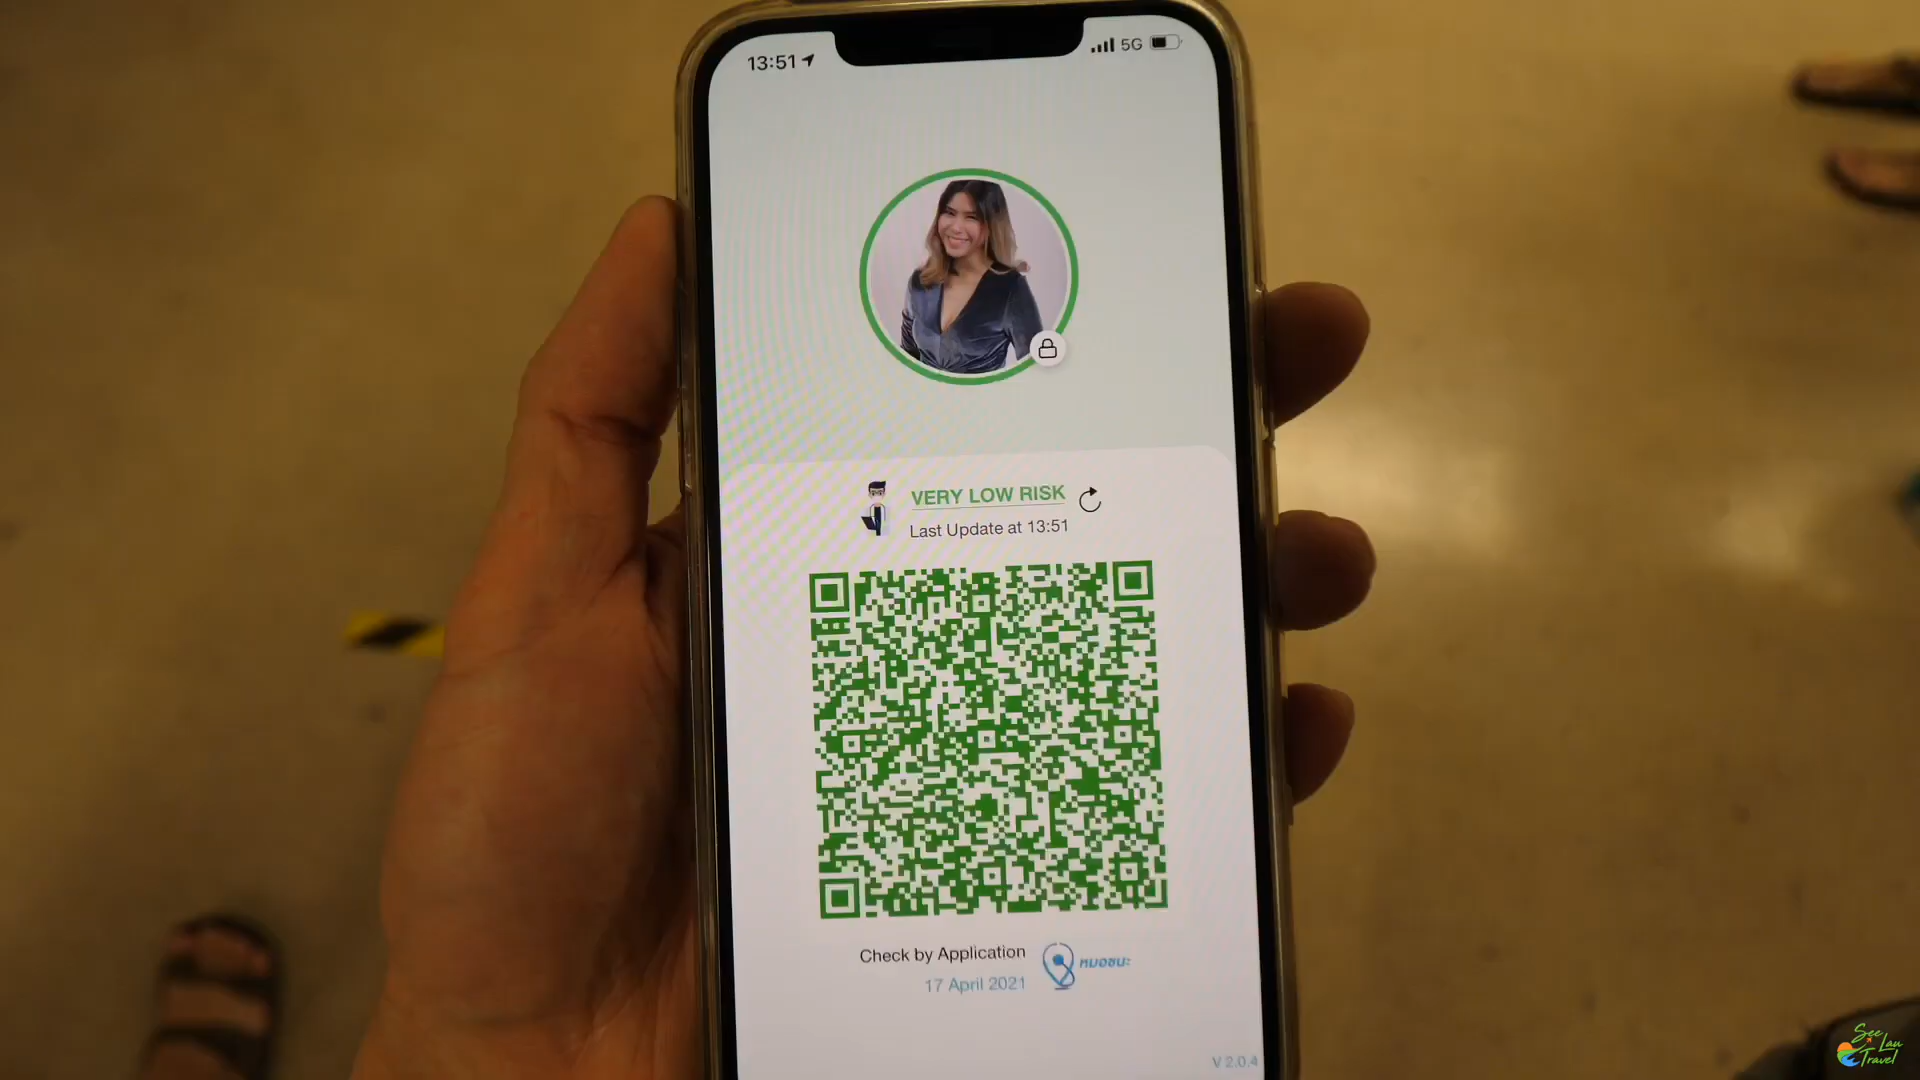 13:51
5G
VERY LOW RISK
Last Update at 13:51
Check by Application
หมอชนะ
17 April 2021
V 2.0.4
See Lau Travel